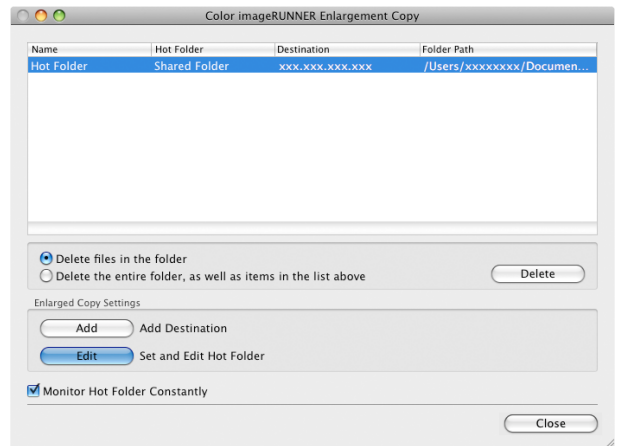 Color imageRUNNER Enlargement Copy
Name Hot Folder Destination Folder Path
Hot Folder Shared Folder xxx.xxx.xxx.xxx /Users/xxxxxxxx/Documen...
Delete files in the folder
Delete the entire folder, as well as items in the list above Delete
Enlarged Copy Settings
Add Add Destination
Edit Set and Edit Hot Folder
Monitor Hot Folder Constantly
Close